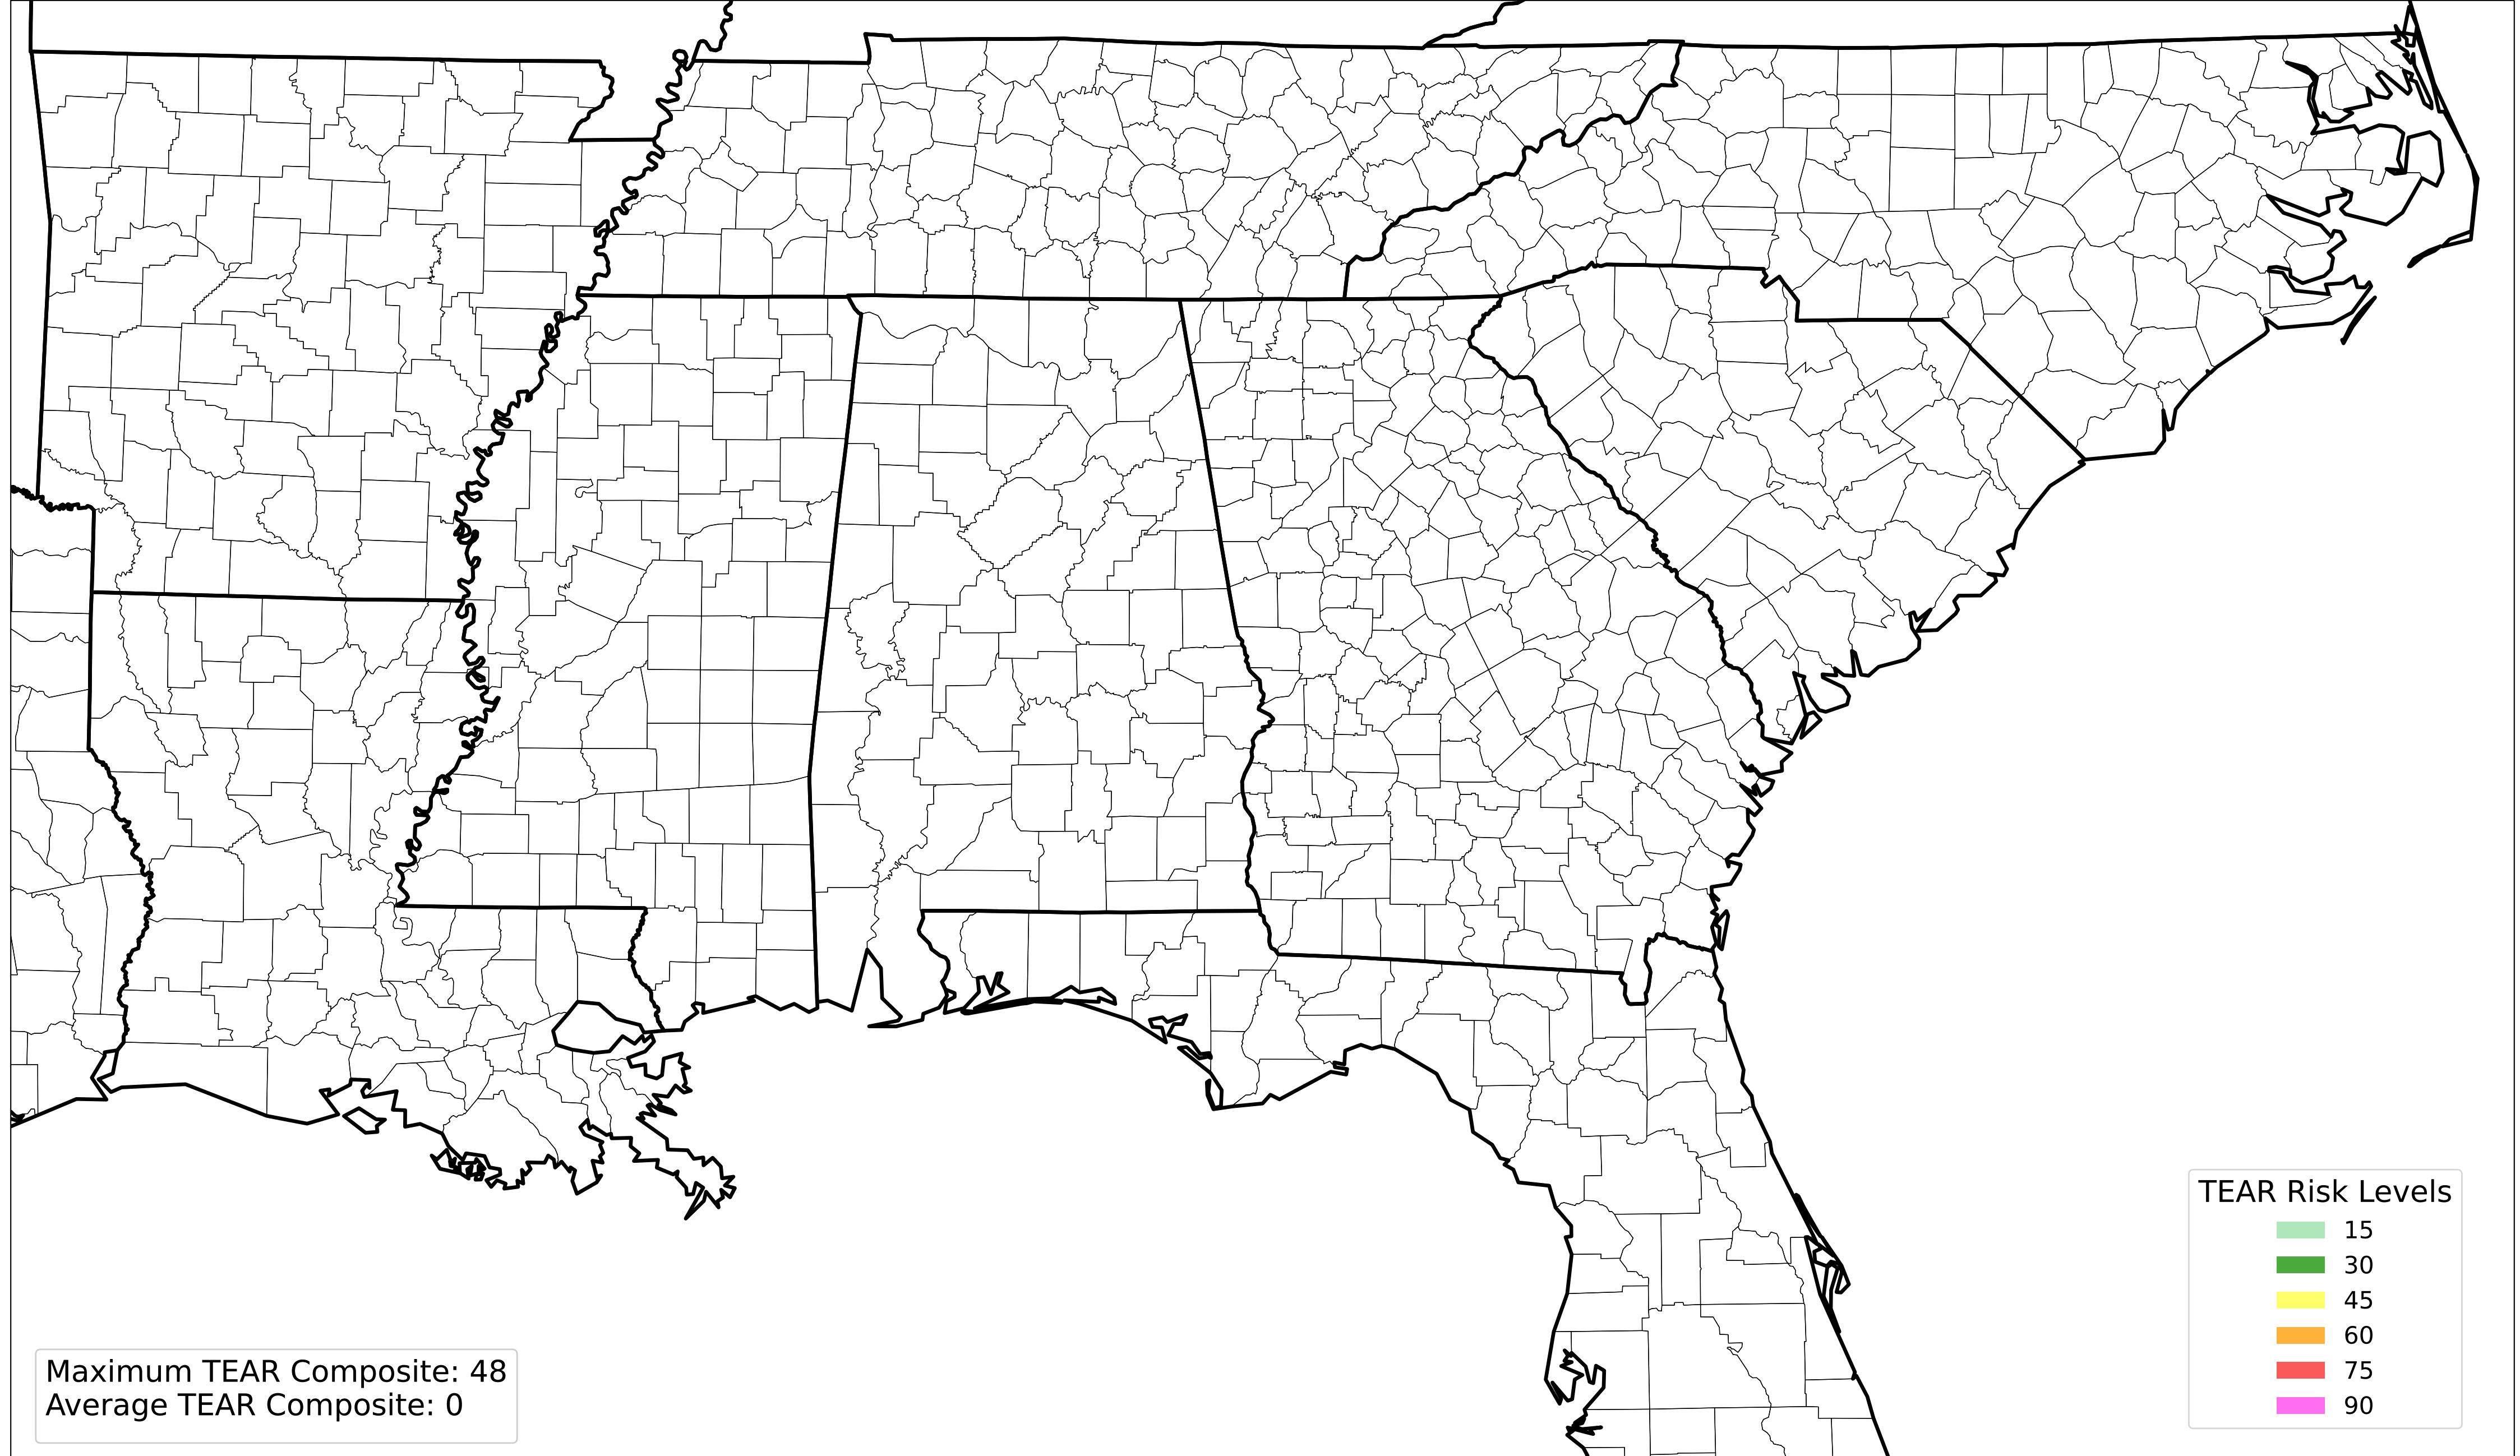 TEAR Risk Levels
15
30
45
60
75
90
Maximum TEAR Composite: 48
Average TEAR Composite: 0